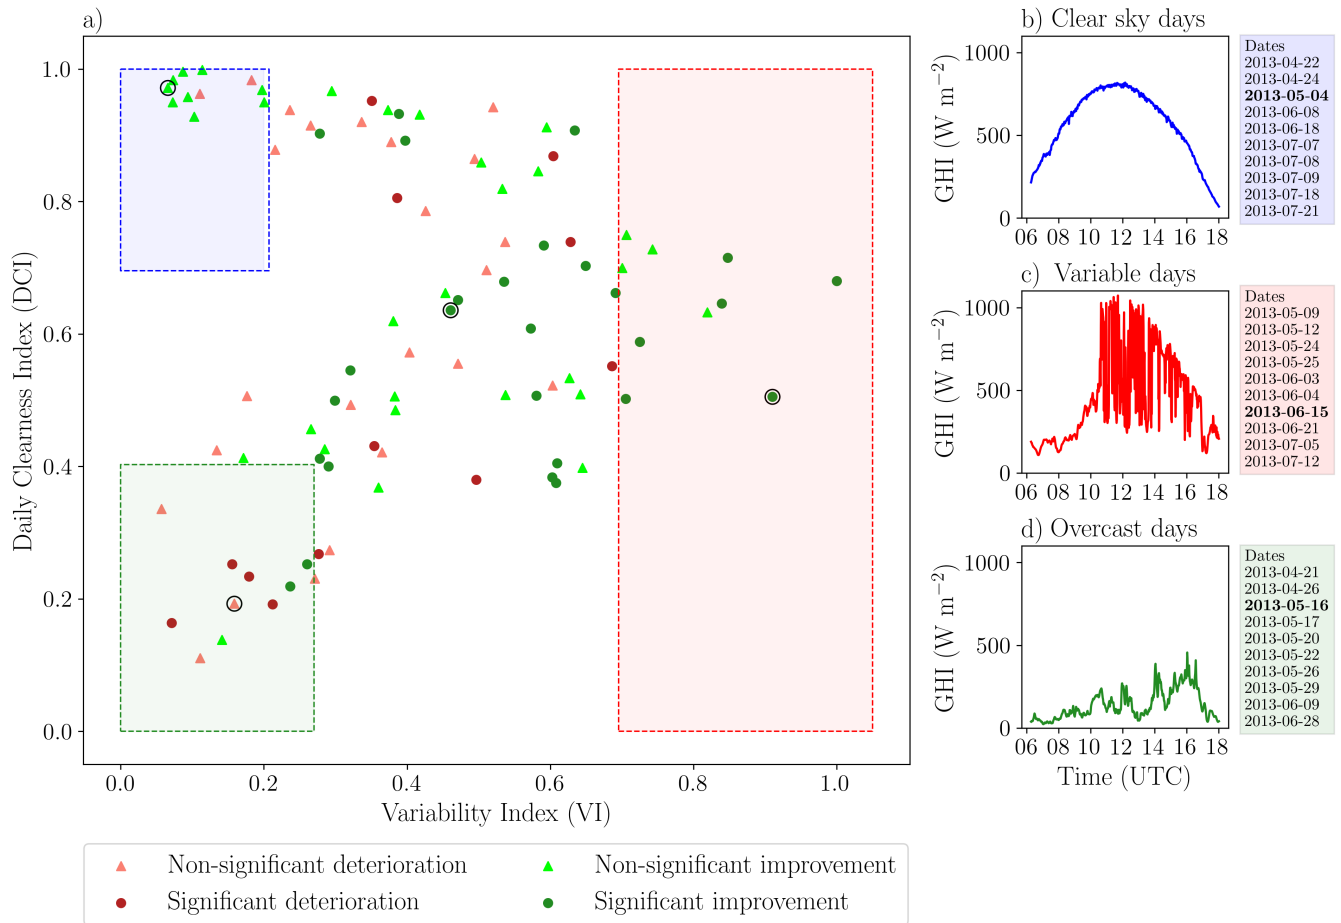 a)
1.0
0.8
0.6
0.4
0.2
0.0
Daily Clearness Index (DCI)
0.0 0.2 0.4 0.6 0.8 1.0
Variability Index (VI)
Non-significant deterioration
Significant deterioration
Non-significant improvement
Significant improvement
b) Clear sky days
1000
500
0
GHI (W m−2)
06 08 10 12 14 16 18
Dates
2013-04-22
2013-04-24
2013-05-04
2013-06-08
2013-06-18
2013-07-07
2013-07-08
2013-07-09
2013-07-18
2013-07-21
c) Variable days
1000
500
0
GHI (W m−2)
06 08 10 12 14 16 18
Dates
2013-05-09
2013-05-12
2013-05-24
2013-05-25
2013-06-03
2013-06-04
2013-06-15
2013-06-21
2013-07-05
2013-07-12
d) Overcast days
1000
500
0
GHI (W m−2)
06 08 10 12 14 16 18
Time (UTC)
Dates
2013-04-21
2013-04-26
2013-05-16
2013-05-17
2013-05-20
2013-05-22
2013-05-26
2013-05-29
2013-06-09
2013-06-28